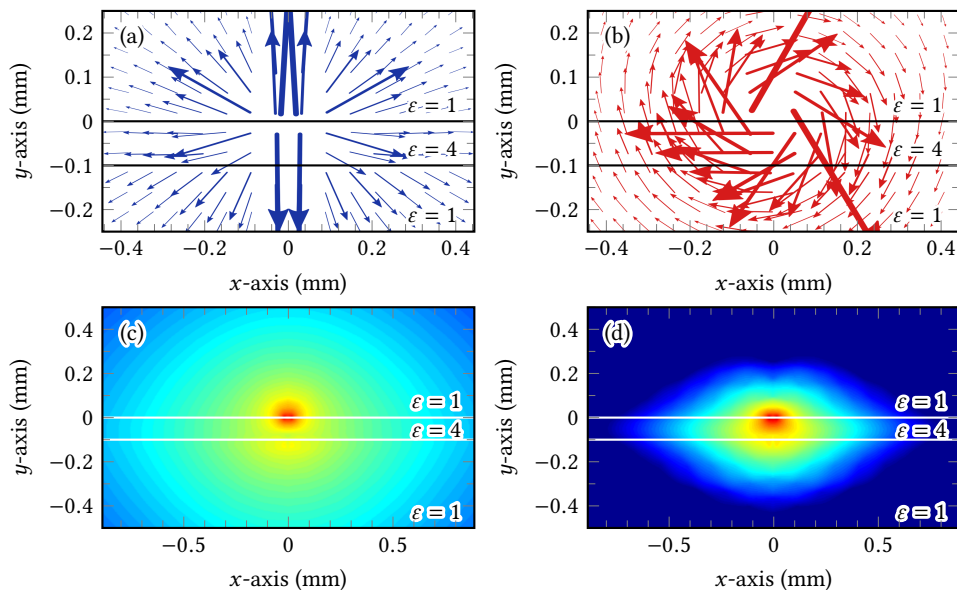 (a)
0.2
0.1
0
−0.1
−0.2
y-axis (mm)
ε = 1
ε = 4
ε = 1
−0.4
−0.2
0
0.2
0.4
x-axis (mm)
(b)
0.2
0.1
0
−0.1
−0.2
y-axis (mm)
ε = 1
ε = 4
ε = 1
−0.4
−0.2
0
0.2
0.4
x-axis (mm)
(c)
0.4
0.2
0
−0.2
−0.4
y-axis (mm)
ε = 1
ε = 4
ε = 1
−0.5
0
0.5
x-axis (mm)
(d)
0.4
0.2
0
−0.2
−0.4
y-axis (mm)
ε = 1
ε = 4
ε = 1
−0.5
0
0.5
x-axis (mm)